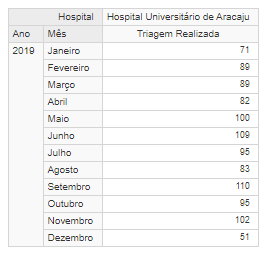 Hospital Hospital Universitário de Aracaju
Ano Mês Triagem Realizada
2019 Janeiro 71
Fevereiro 89
Março 89
Abril 82
Maio 100
Junho 109
Julho 95
Agosto 83
Setembro 110
Outubro 95
Novembro 102
Dezembro 51